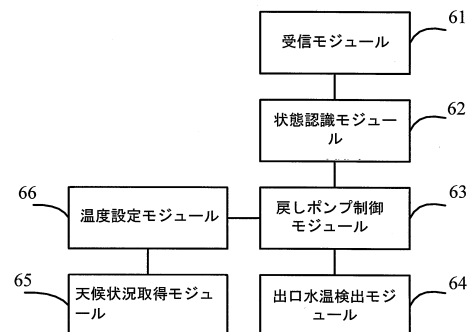 61
受信モジュール
62
状態認識モジュー
ル
66
63
温度設定モジュール
戻しポンプ制御
モジュール
65
64
天候状況取得モジュ
ール
出口水温検出モジ
ュール